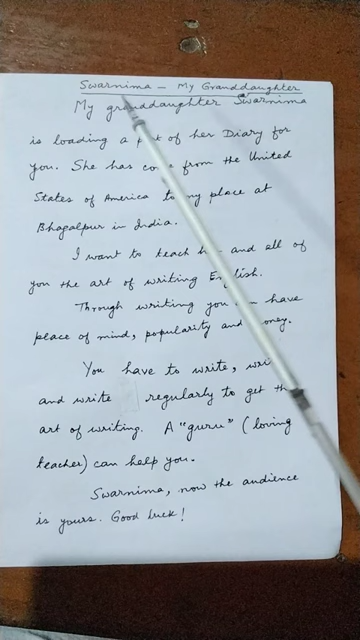 Swarnima - My Granddaughter
My granddaughter Swarnima
is loading a of her Diary for
you. She has from the United
States of America to my place at
Bhagalpur in India.
I want to teach and all of
you the art of writing English.
Through writing you have
place of mind, popularity and
You have to write,
and write regularly to get
art of writing. A "guru" (loving
teacher) can help you.
Swarnima, now the audience
is yours. Good luck!